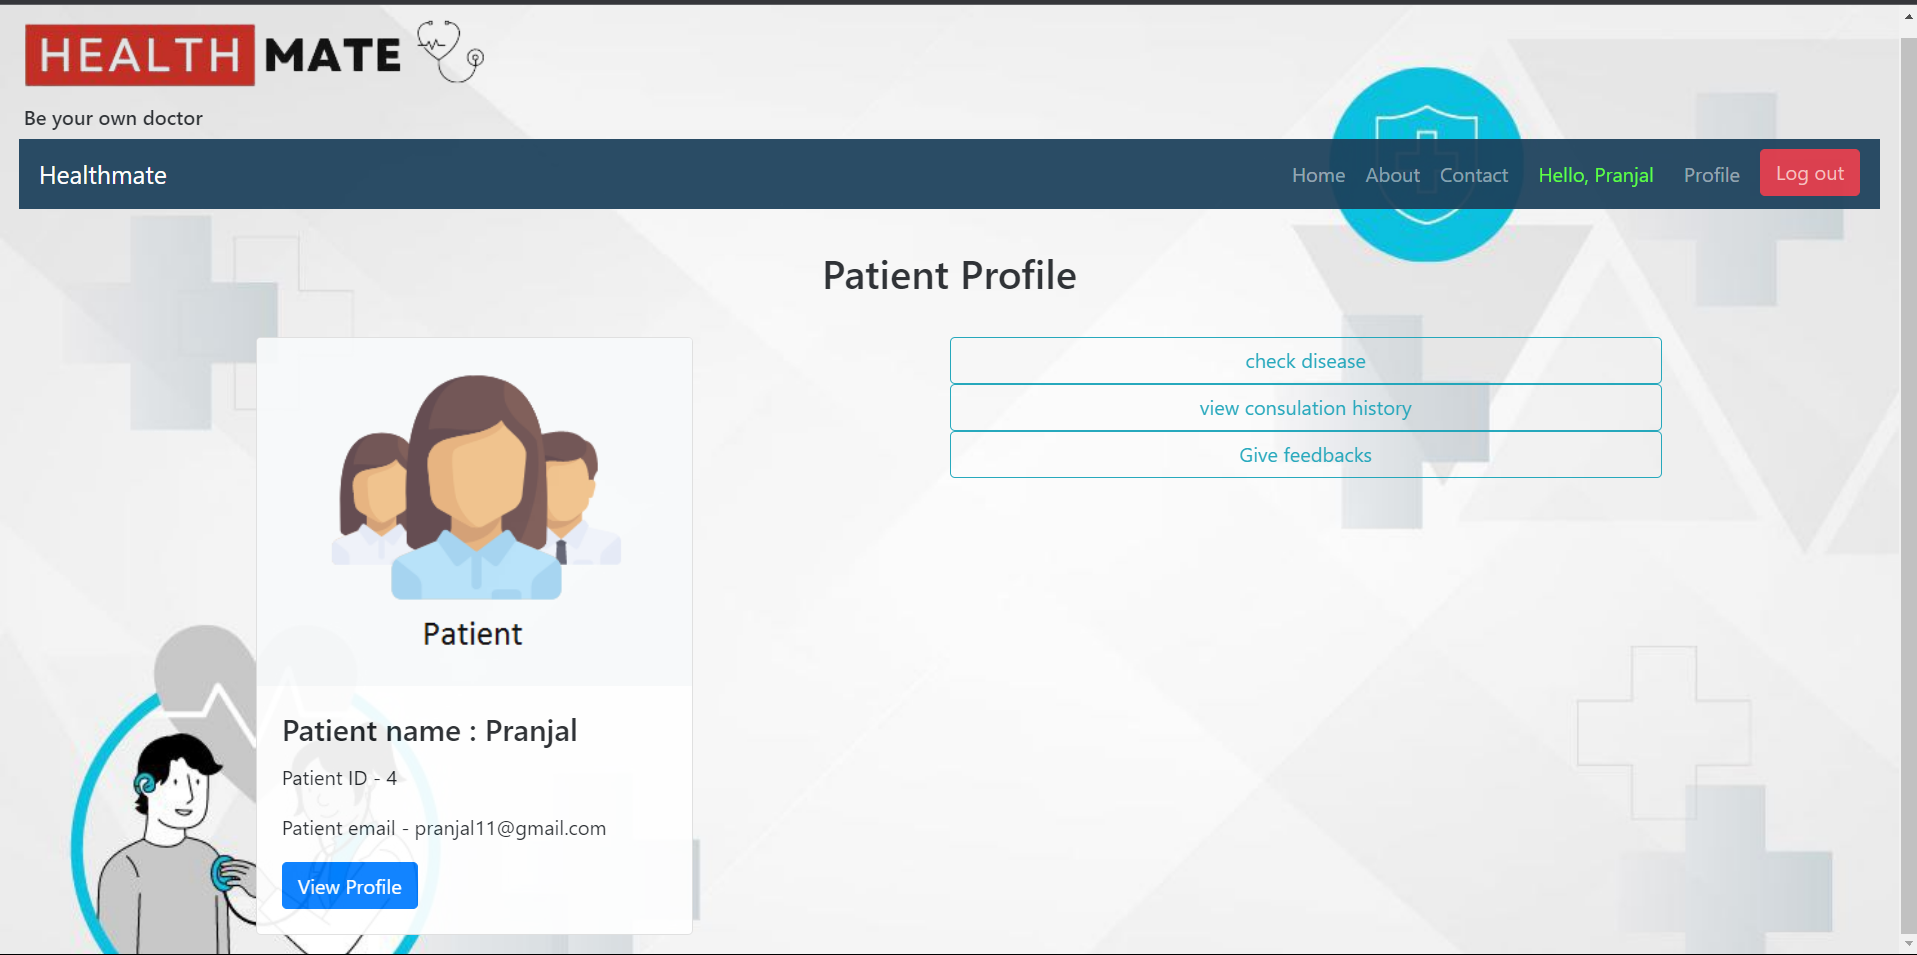 HEALTH MATE
Be your own doctor
Healthmate Home About Contact Hello, Pranjal Profile Log out
Patient Profile
check disease
view consulation history
Give feedbacks
Patient
Patient name : Pranjal
Patient ID - 4
Patient email - pranjal11@gmail.com
View Profile